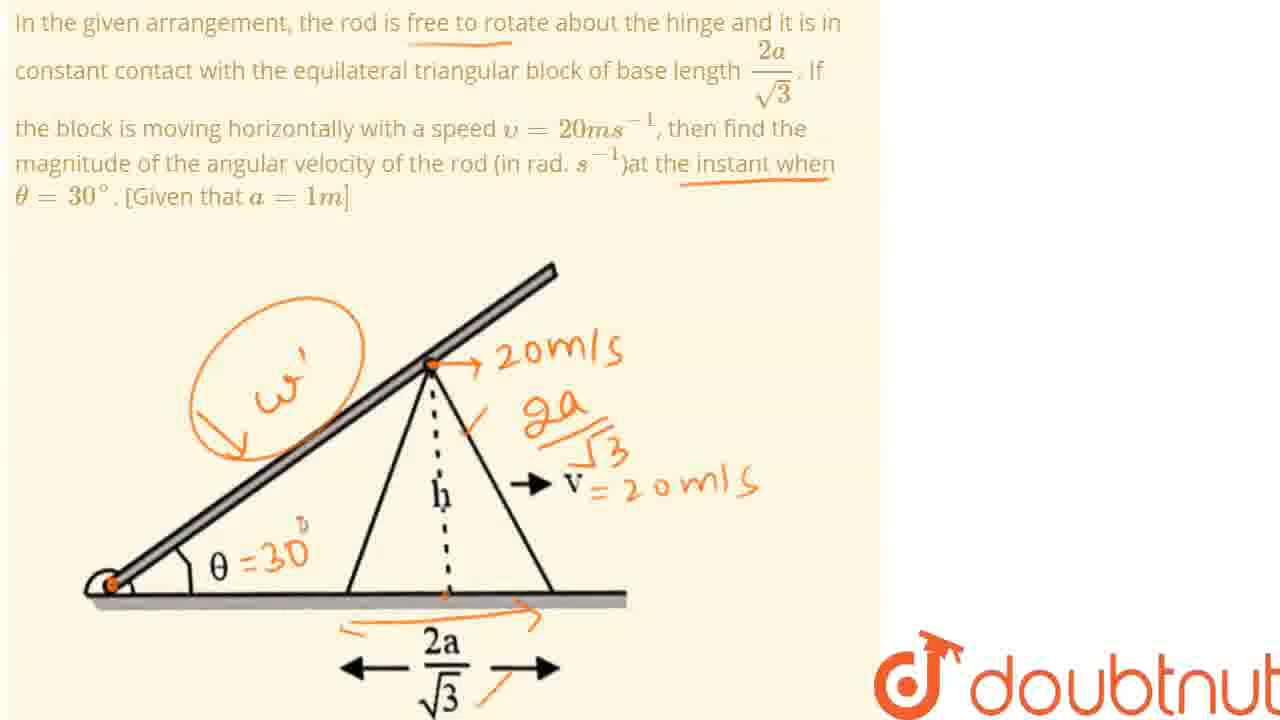 In the given arrangement, the rod is free to rotate about the hinge and it is in
constant contact with the equilateral triangular block of base length 2a/√3. If
the block is moving horizontally with a speed v = 20ms⁻¹, then find the
magnitude of the angular velocity of the rod (in rad. s⁻¹)at the instant when
θ = 30°. [Given that a = 1m]
20m/s
ω'
2a/√3
h
v = 20m/s
θ = 30°
2a/√3
doubtnut